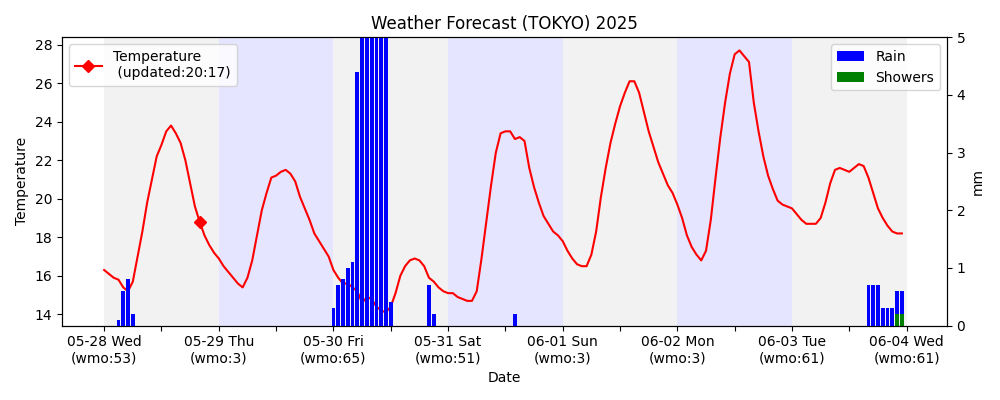 Weather Forecast (TOKYO) 2025
Temperature
(updated:20:17)
Rain
Showers
28
26
24
22
20
18
16
14
Temperature
5
4
3
2
1
0
mm
05-28 Wed
(wmo:53)
05-29 Thu
(wmo:3)
05-30 Fri
(wmo:65)
05-31 Sat
(wmo:51)
06-01 Sun
(wmo:3)
06-02 Mon
(wmo:3)
06-03 Tue
(wmo:61)
06-04 Wed
(wmo:61)
Date